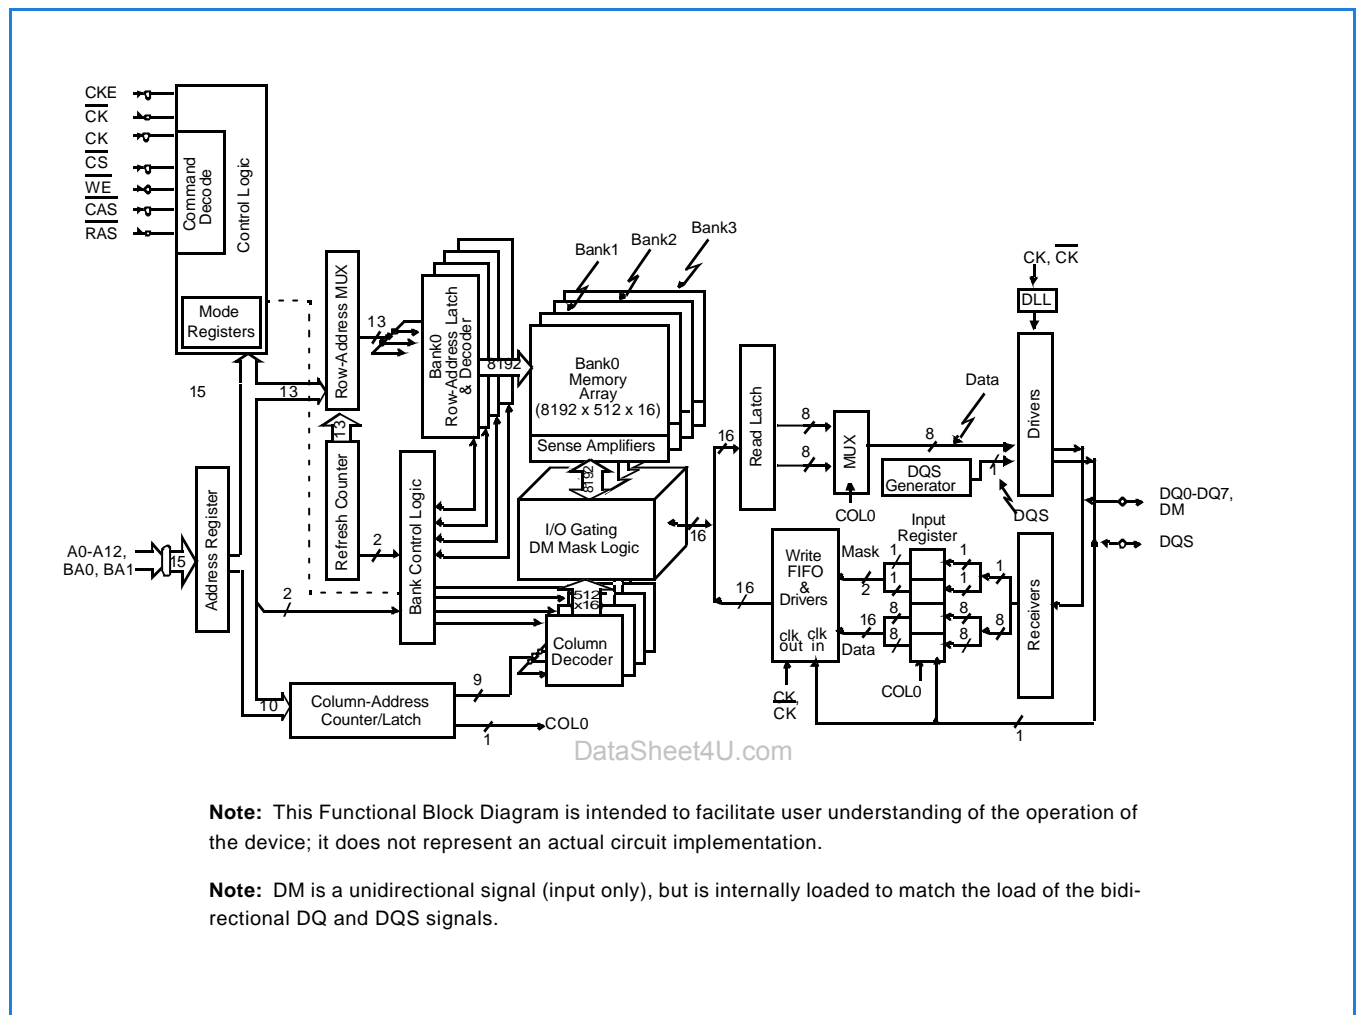 CKE
CK
CK
CS
WE
CAS
RAS
Command
Decode
Control Logic
Mode
Registers
Row-Address MUX
13
Bank0
Row-Address Latch
& Decoder
8192
Bank1
Bank2
Bank3
Bank0
Memory
Array
(8192 x 512 x 16)
Sense Amplifiers
8192
I/O Gating
DM Mask Logic
16
15
13
13
Refresh Counter
2
Bank Control Logic
A0-A12,
BA0, BA1
15
Address Register
2
512
x16
Column
Decoder
10
Column-Address
Counter/Latch
9
1
COL0
16
Read Latch
8
8
MUX
COL0
8
Data
DQS
Generator
1
DQS
CK, CK
DLL
Drivers
DQ0-DQ7,
DM
DQS
Receivers
Input
Register
16
Write
FIFO
&
Drivers
clk
out
clk
in
Mask
2
16
Data
1
1
8
8
1
1
8
8
1
8
CK,
CK
COL0
1
DataSheet4U.com
Note: This Functional Block Diagram is intended to facilitate user understanding of the operation of
the device; it does not represent an actual circuit implementation.
Note: DM is a unidirectional signal (input only), but is internally loaded to match the load of the bidi-
rectional DQ and DQS signals.